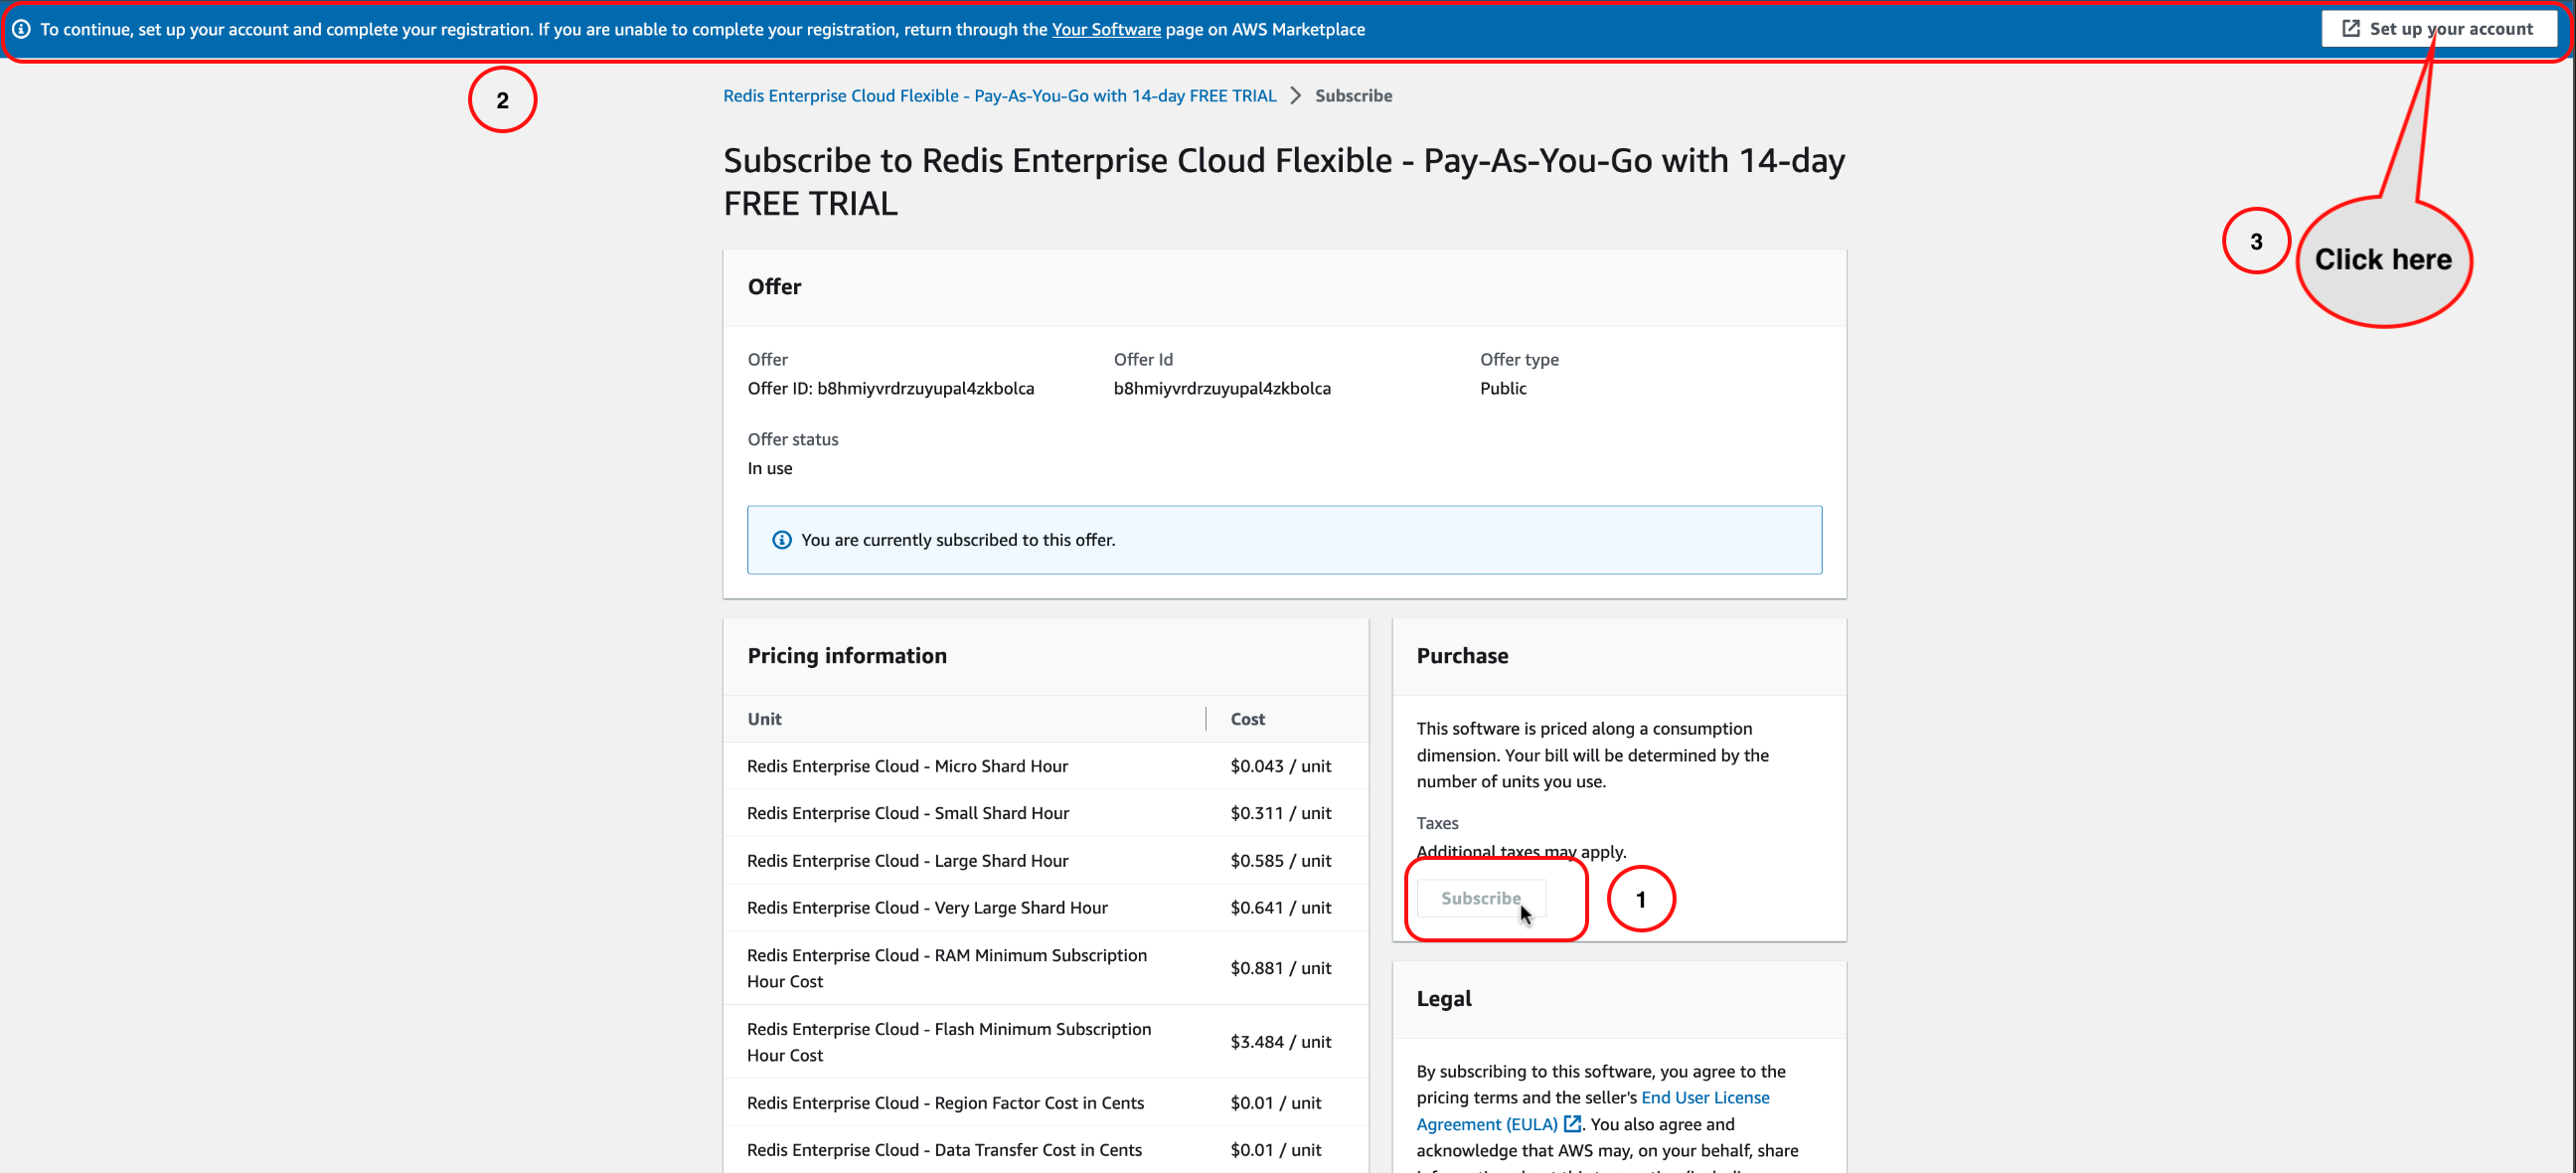 To continue, set up your account and complete your registration. If you are unable to complete your registration, return through the Your Software page on AWS Marketplace
Set up your account
2
Redis Enterprise Cloud Flexible - Pay-As-You-Go with 14-day FREE TRIAL > Subscribe
Subscribe to Redis Enterprise Cloud Flexible - Pay-As-You-Go with 14-day
FREE TRIAL
3
Click here
Offer
Offer
Offer Id
Offer type
Offer ID: b8hmiyvrdrzuyupal4zkbolca
b8hmiyvrdrzuyupal4zkbolca
Public
Offer status
In use
You are currently subscribed to this offer.
Pricing information
Unit
Cost
Redis Enterprise Cloud - Micro Shard Hour
$0.043 / unit
Redis Enterprise Cloud - Small Shard Hour
$0.311 / unit
Redis Enterprise Cloud - Large Shard Hour
$0.585 / unit
Redis Enterprise Cloud - Very Large Shard Hour
$0.641 / unit
Redis Enterprise Cloud - RAM Minimum Subscription
Hour Cost
$0.881 / unit
Redis Enterprise Cloud - Flash Minimum Subscription
Hour Cost
$3.484 / unit
Redis Enterprise Cloud - Region Factor Cost in Cents
$0.01 / unit
Redis Enterprise Cloud - Data Transfer Cost in Cents
$0.01 / unit
Purchase
This software is priced along a consumption
dimension. Your bill will be determined by the
number of units you use.
Taxes
Additional taxes may apply.
Subscribe
1
Legal
By subscribing to this software, you agree to the
pricing terms and the seller's End User License
Agreement (EULA). You also agree and
acknowledge that AWS may, on your behalf, share